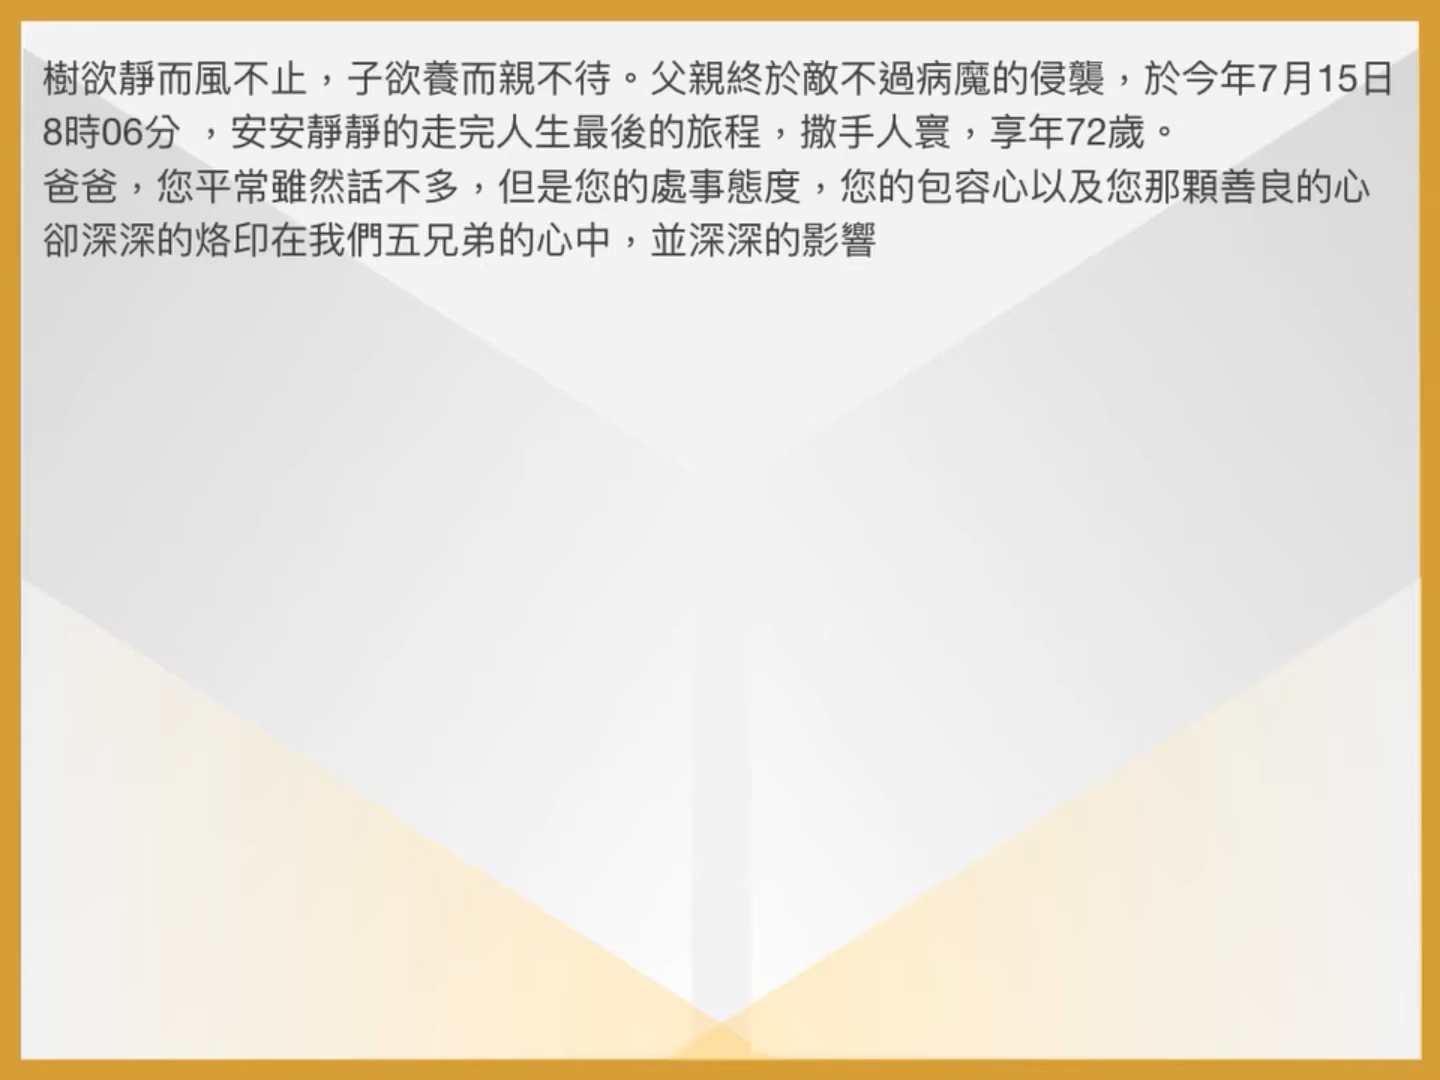 樹欲靜而風不止，子欲養而親不待。父親終於敵不過病魔的侵襲，於今年7月15日
8時06分 ，安安靜靜的走完人生最後的旅程，撒手人寰，享年72歲。
爸爸，您平常雖然話不多，但是您的處事態度，您的包容心以及您那顆善良的心
卻深深的烙印在我們五兄弟的心中，並深深的影響